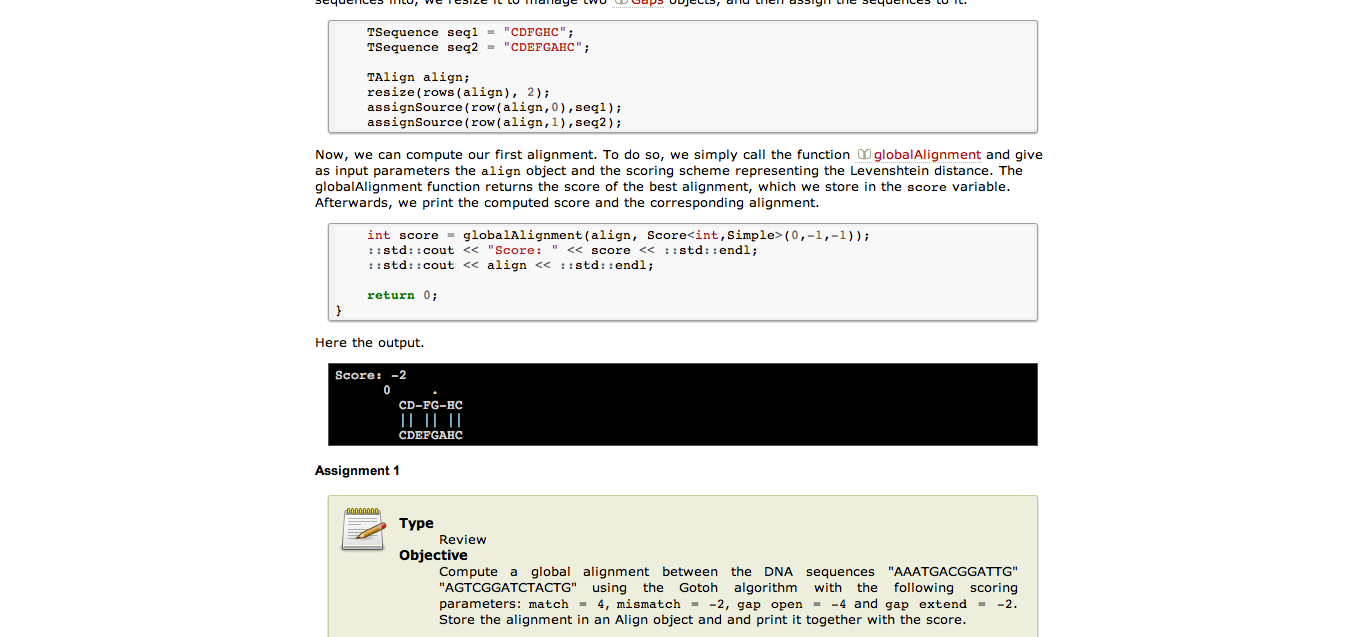 sequences into, we resize it to manage two Gaps objects, and then assign the sequences to it.
TSequence seq1 = "CDFGHC";
TSequence seq2 = "CDEFGAHC";
TAlign align;
resize(rows(align), 2);
assignSource(row(align,0),seq1);
assignSource(row(align,1),seq2);
Now, we can compute our first alignment. To do so, we simply call the function globalAlignment and give
as input parameters the align object and the scoring scheme representing the Levenshtein distance. The
globalAlignment function returns the score of the best alignment, which we store in the score variable.
Afterwards, we print the computed score and the corresponding alignment.
int score = globalAlignment(align, Score<int,Simple>(0,-1,-1));
::std::cout << "Score: " << score << ::std::endl;
::std::cout << align << ::std::endl;
return 0;
}
Here the output.
Score: -2
0     .
CD-FG-HC
|| || ||
CDEFGAHC
Assignment 1
Type
Review
Objective
Compute a global alignment between the DNA sequences "AAATGACGGATTG"
"AGTCGGATCTACTG" using the Gotoh algorithm with the following scoring
parameters: match = 4, mismatch = -2, gap open = -4 and gap extend = -2.
Store the alignment in an Align object and and print it together with the score.